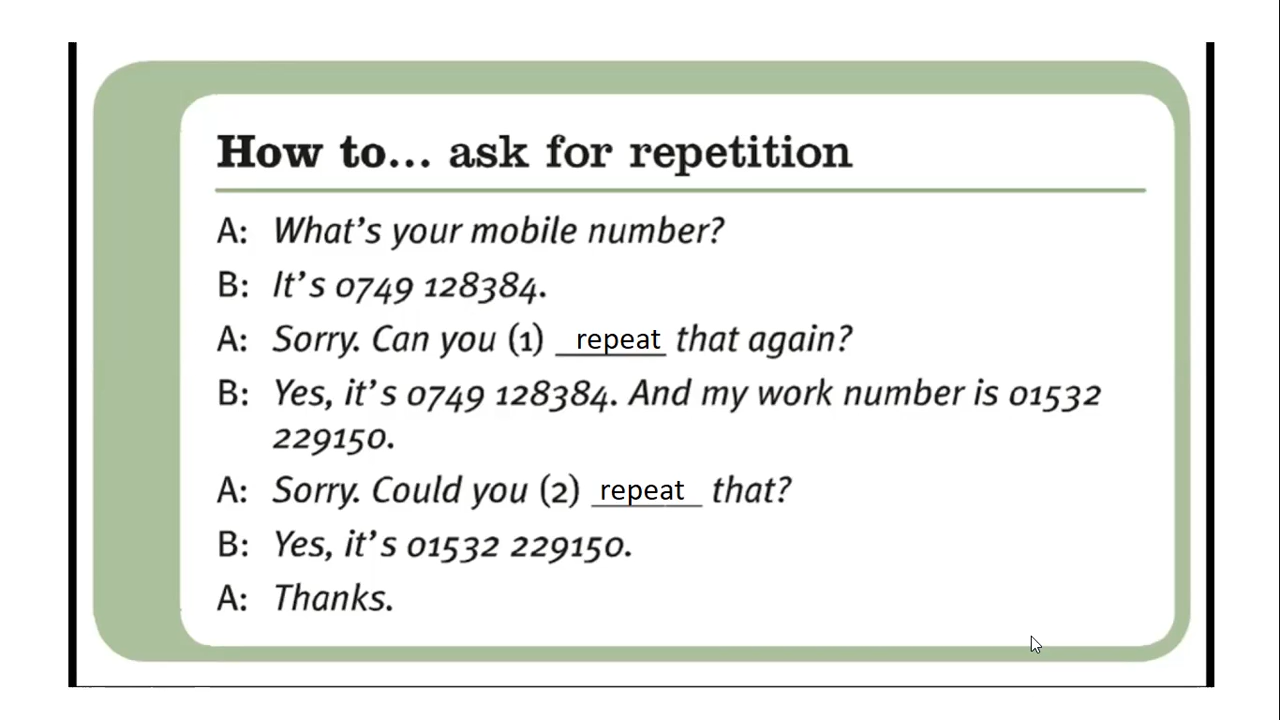 How to... ask for repetition
A: What's your mobile number?
B: It's 0749 128384.
A: Sorry. Can you (1) repeat that again?
B: Yes, it's 0749 128384. And my work number is 01532
229150.
A: Sorry. Could you (2) repeat that?
B: Yes, it's 01532 229150.
A: Thanks.